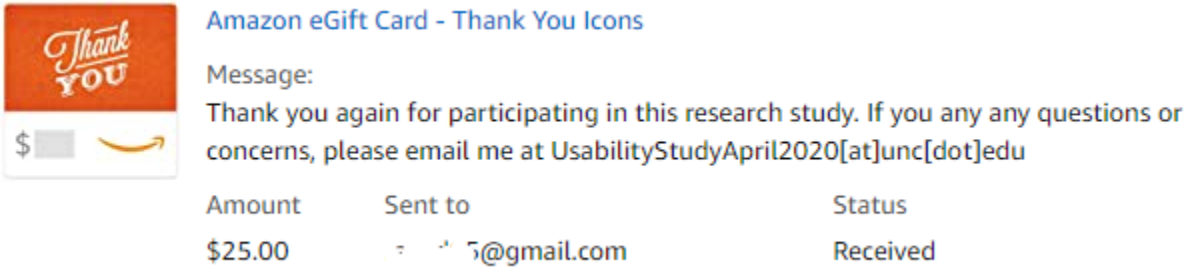 Thank
YOU
$
Amazon eGift Card - Thank You Icons
Message:
Thank you again for participating in this research study. If you any any questions or
concerns, please email me at UsabilityStudyApril2020[at]unc[dot]edu
Amount Sent to Status
$25.00 5@gmail.com Received